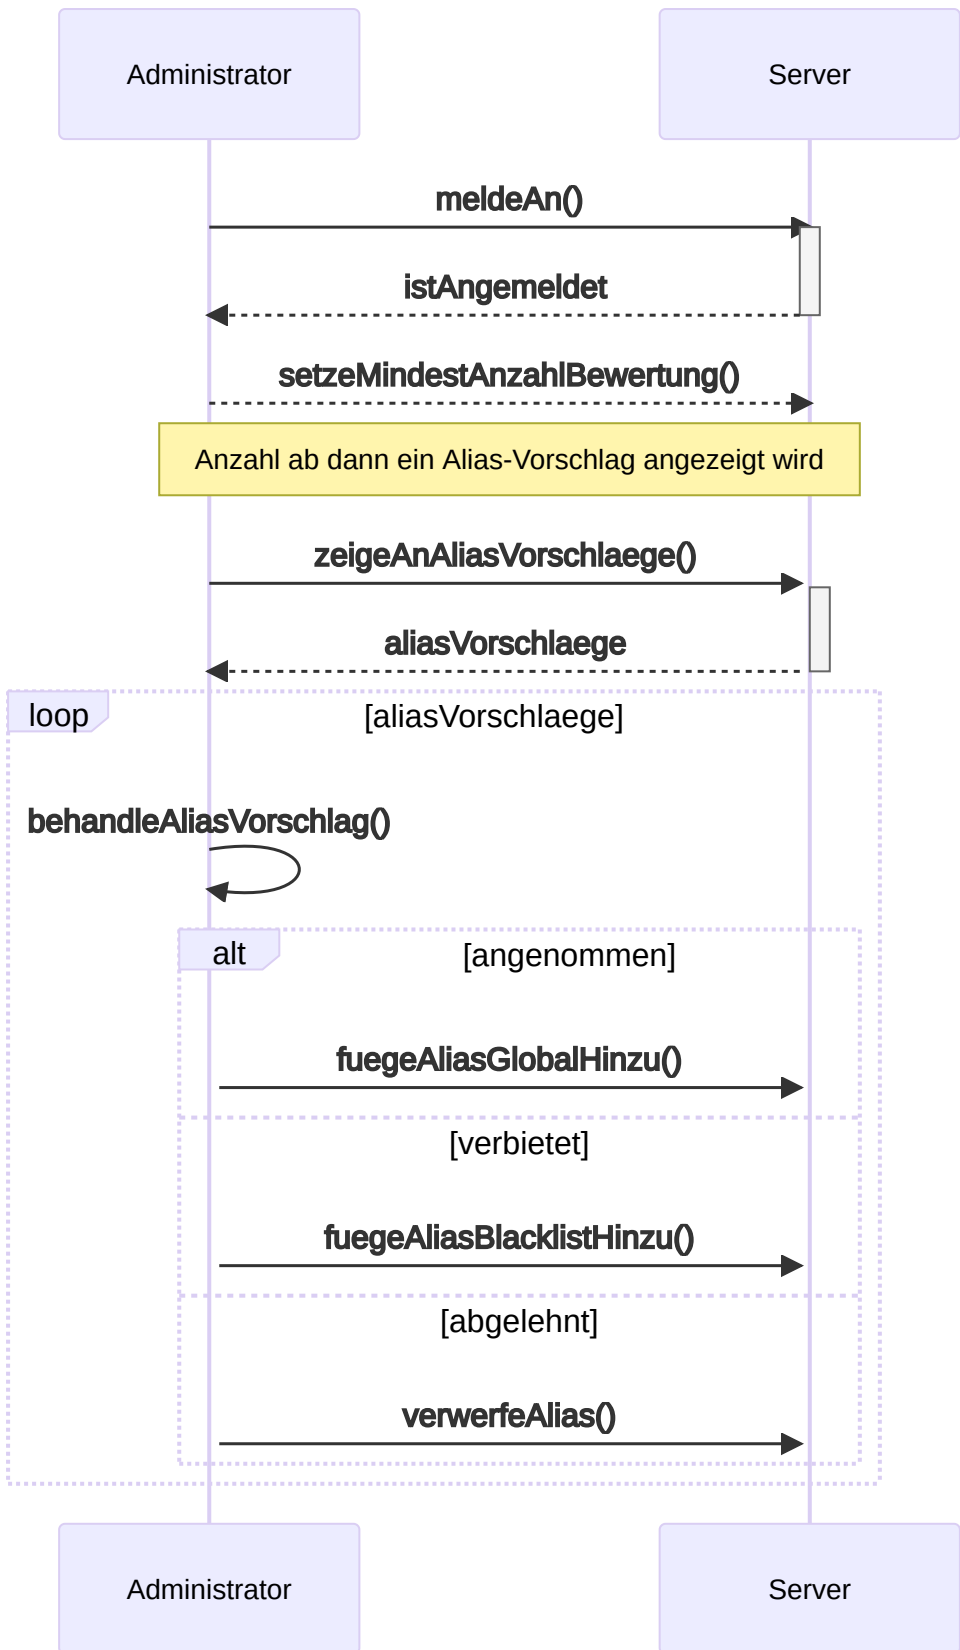 Administrator
Server
meldeAn()
istAngemeldet
setzeMindestAnzahlBewertung()
Anzahl ab dann ein Alias-Vorschlag angezeigt wird
zeigeAnAliasVorschlaege()
aliasVorschlaege
loop
[aliasVorschlaege]
behandleAliasVorschlag()
alt
[angenommen]
fuegeAliasGlobalHinzu()
[verbietet]
fuegeAliasBlacklistHinzu()
[abgelehnt]
verwerfeAlias()
Administrator
Server